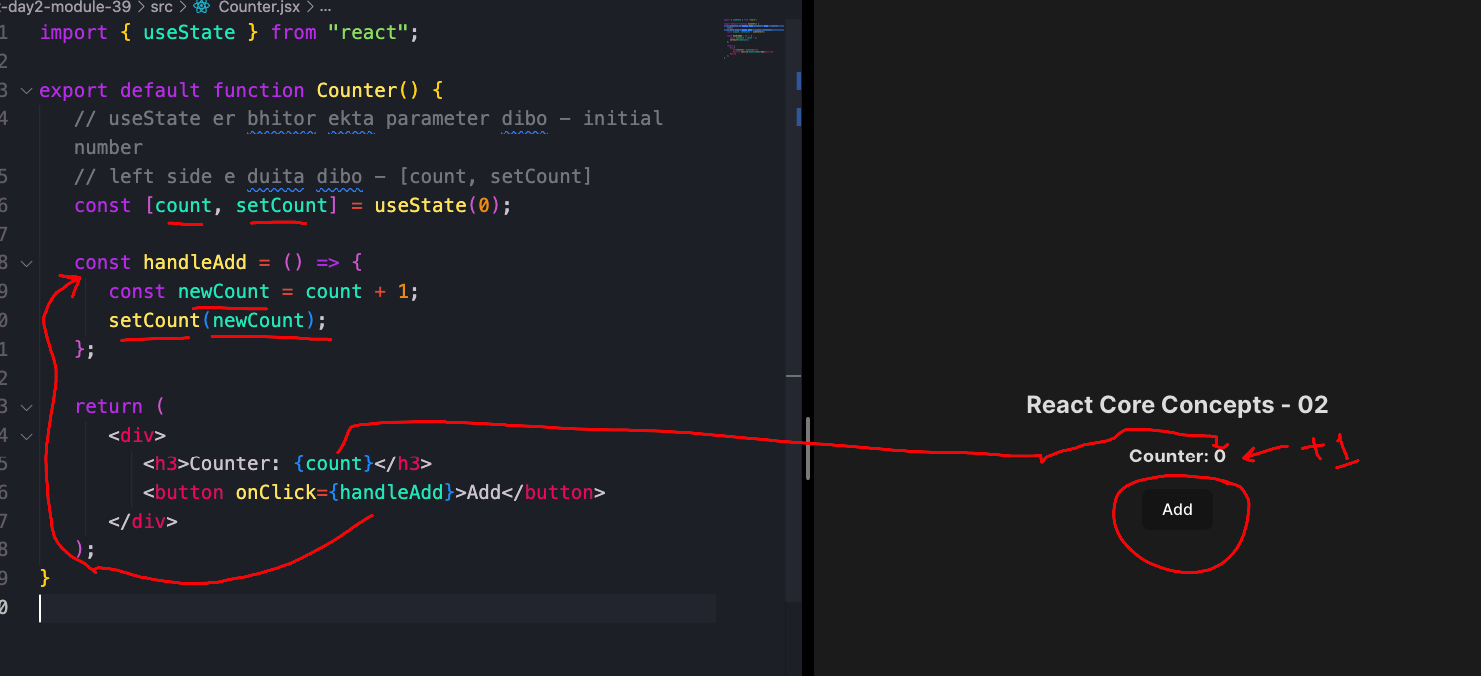 -day2-module-39 > src > Counter.jsx > ...
1 import { useState } from "react";
2
3 export default function Counter() {
4 // useState er bhitor ekta parameter dibo - initial
number
5 // left side e duita dibo - [count, setCount]
6 const [count, setCount] = useState(0);
7
8 const handleAdd = () => {
9 const newCount = count + 1;
0 setCount(newCount);
1 };
2
3 return (
4 <div>
5 <h3>Counter: {count}</h3>
6 <button onClick={handleAdd}>Add</button>
7 </div>
8 );
9 }
0
React Core Concepts - 02
Counter: 0 +1
Add